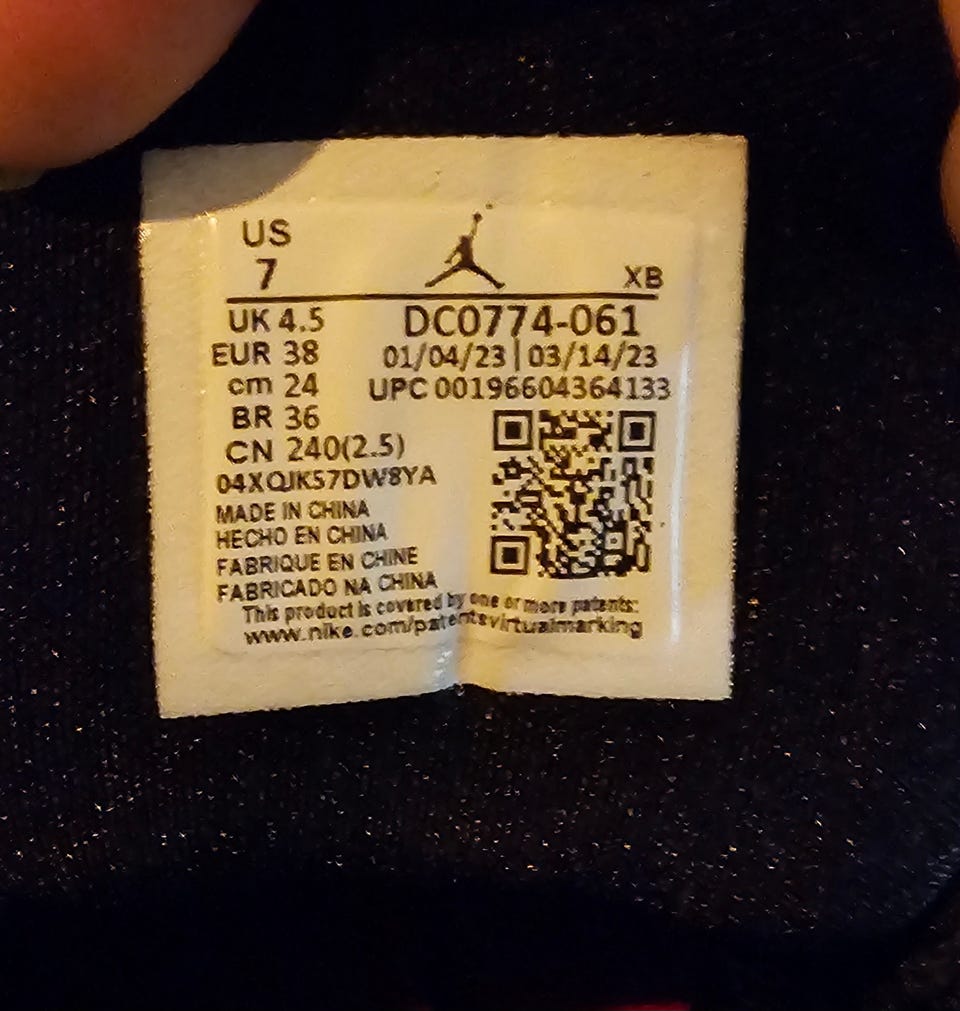 US
7
XB
UK 4.5
EUR 38
cm 24
BR 36
CN 240(2.5)
04XQJK57DW8YA
MADE IN CHINA
HECHO EN CHINA
FABRIQUE EN CHINE
FABRICADO NA CHINA
DC0774-061
01/04/23 | 03/14/23
UPC 00196604364133
This product is covered by one or more patents:
www.nike.com/patentsvirtualmarking